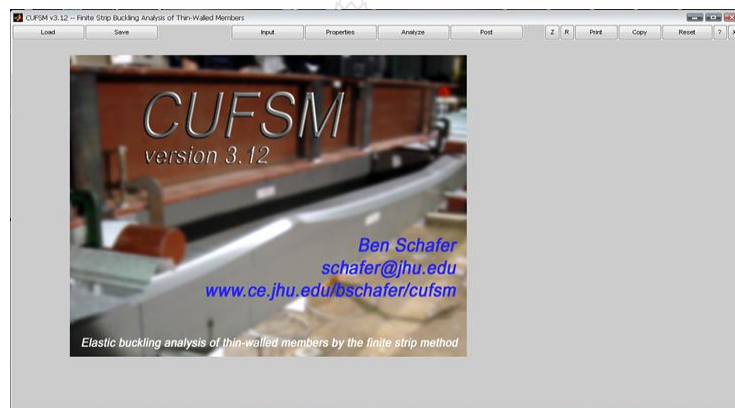 CUFSM v3.12 -- Finite Strip Buckling Analysis of Thin-Walled Members
Load Save Input Properties Analyze Post Z R Print Copy Reset ? X
CUFSM
version 3.12
Ben Schafer
schafer@jhu.edu
www.ce.jhu.edu/bschafer/cufsm
Elastic buckling analysis of thin-walled members by the finite strip method